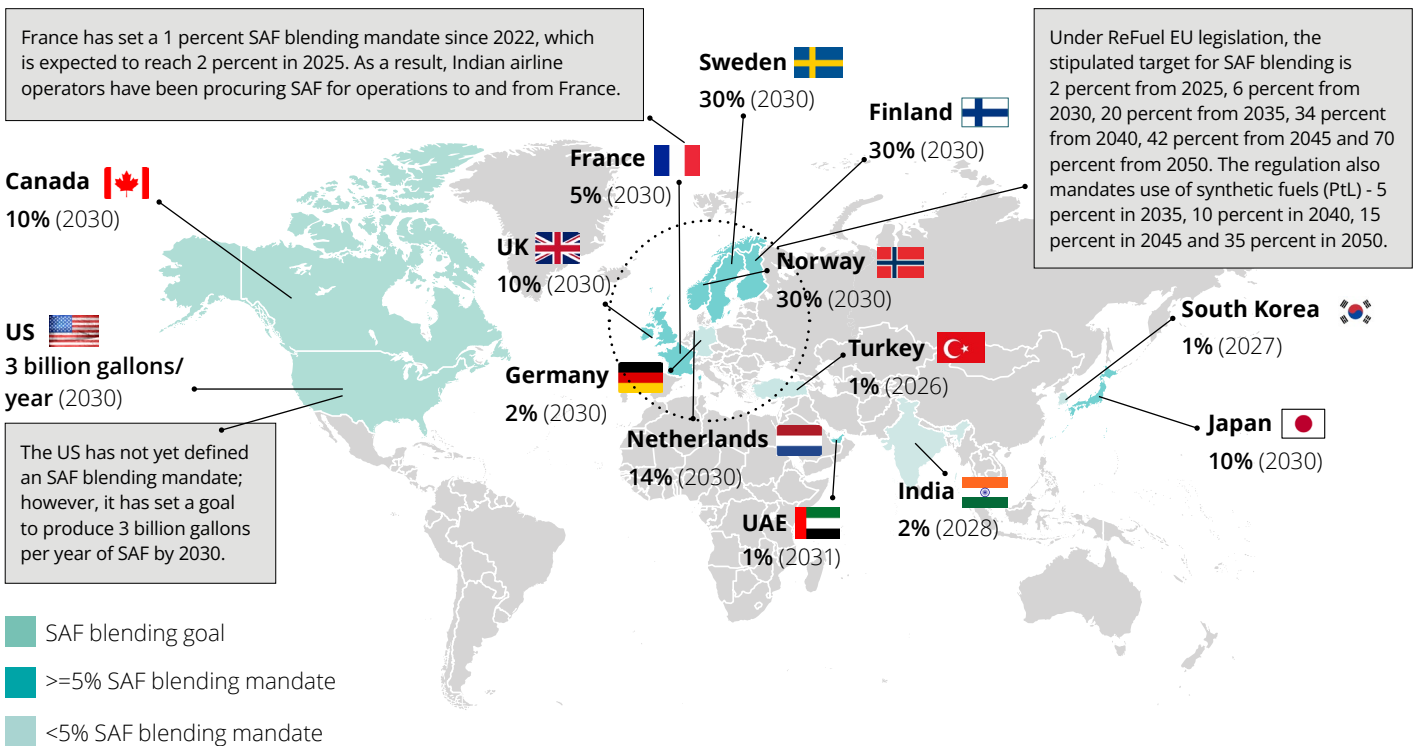 France has set a 1 percent SAF blending mandate since 2022, which
is expected to reach 2 percent in 2025. As a result, Indian airline
operators have been procuring SAF for operations to and from France.
Under ReFuel EU legislation, the
stipulated target for SAF blending is
2 percent from 2025, 6 percent from
2030, 20 percent from 2035, 34 percent
from 2040, 42 percent from 2045 and 70
percent from 2050. The regulation also
mandates use of synthetic fuels (PtL) - 5
percent in 2035, 10 percent in 2040, 15
percent in 2045 and 35 percent in 2050.
Sweden
30% (2030)
Finland
30% (2030)
France
5% (2030)
Canada
10% (2030)
UK
10% (2030)
Norway
30% (2030)
South Korea
1% (2027)
US
3 billion gallons/
year (2030)
Turkey
1% (2026)
Germany
2% (2030)
Japan
10% (2030)
Netherlands
14% (2030)
India
2% (2028)
UAE
1% (2031)
The US has not yet defined
an SAF blending mandate;
however, it has set a goal
to produce 3 billion gallons
per year of SAF by 2030.
SAF blending goal
>=5% SAF blending mandate
<5% SAF blending mandate